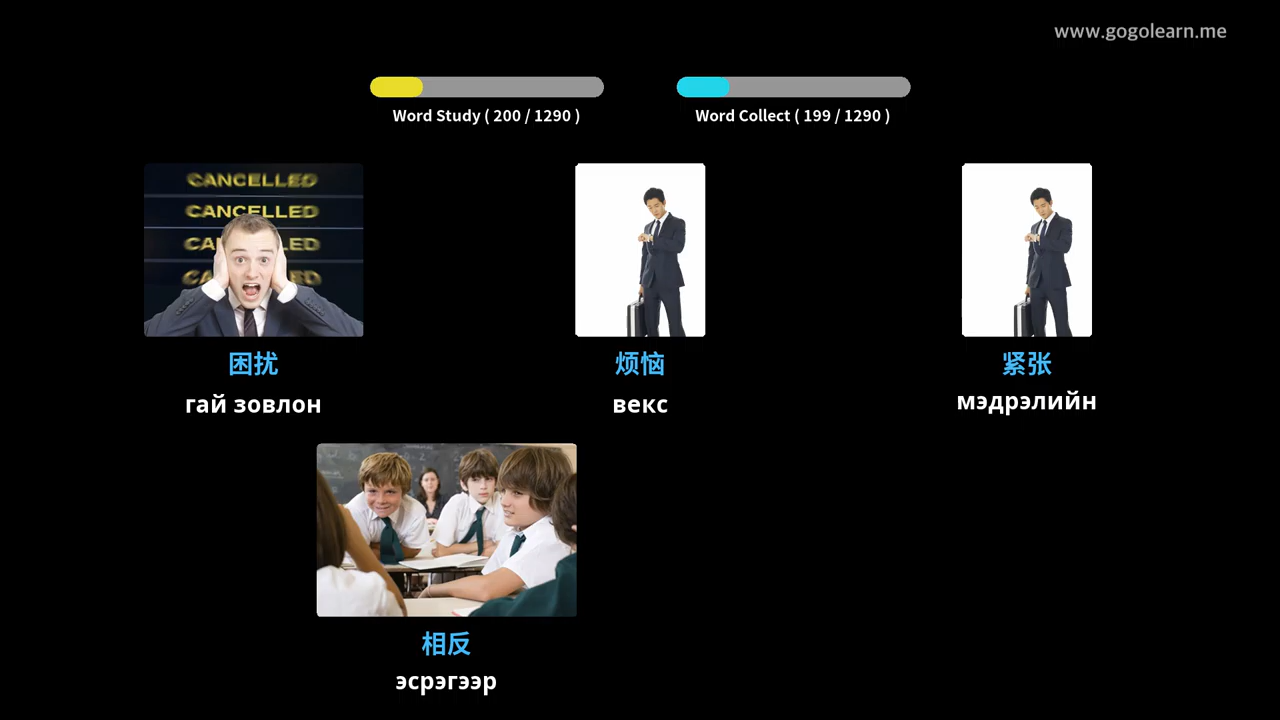 www.gogolearn.me
Word Study ( 200 / 1290 )
Word Collect ( 199 / 1290 )
CANCELLED
CANCELLED
困扰
烦恼
紧张
гай зовлон
векс
мэдрэлийн
相反
эсрэгээр